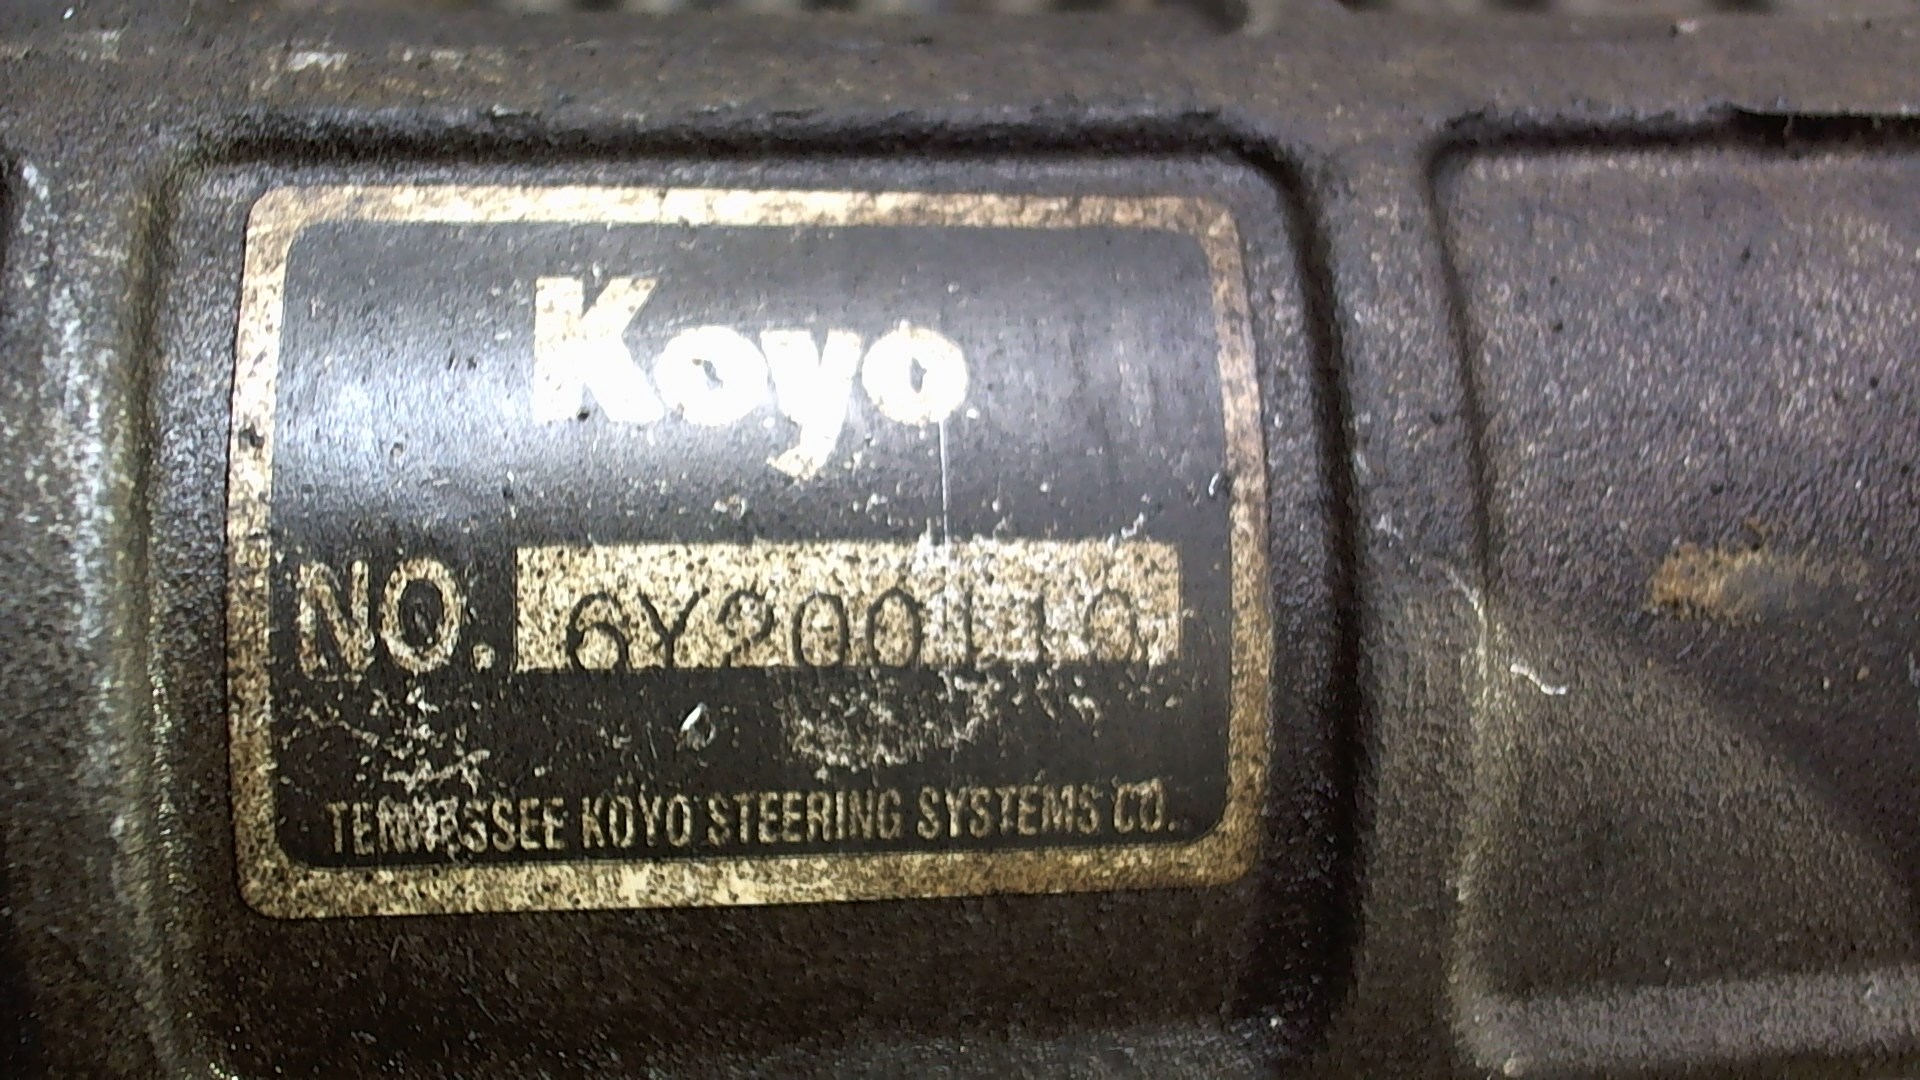 Koyo
NO. 6Y200110
TENNESSEE KOYO STEERING SYSTEMS CO.